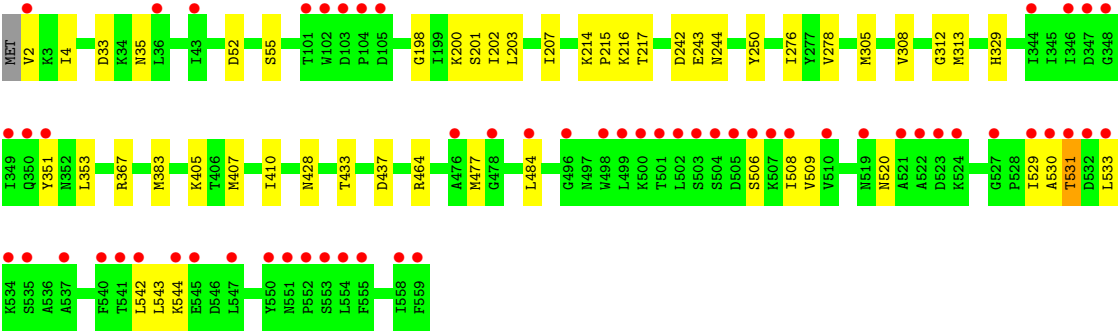 MET V2 K3 I4 D33 K34 N35 L36 I43 D52 S55 T101 W102 D103 P104 D105 G198 I199 K200 S201 I202 L203 I207 K214 P215 K216 T217 D242 E243 N244 Y250 I276 Y277 V278 M305 V308 G312 M313 H329 I344 I345 I346 D347 G348
I349 Q350 Y351 N352 L353 R367 M383 K405 T406 M407 I410 N428 T433 D437 R464 A476 M477 G478 L484 G496 N497 W498 L499 K500 T501 L502 S503 S504 D505 S506 K507 I508 V509 V510 N519 N520 A521 A522 D523 K524 G527 P528 I529 A530 T531 D532 L533
K534 S535 A536 A537 F540 T541 L542 L543 K544 E545 D546 L547 Y550 N551 P552 S553 L554 F555 I558 F559